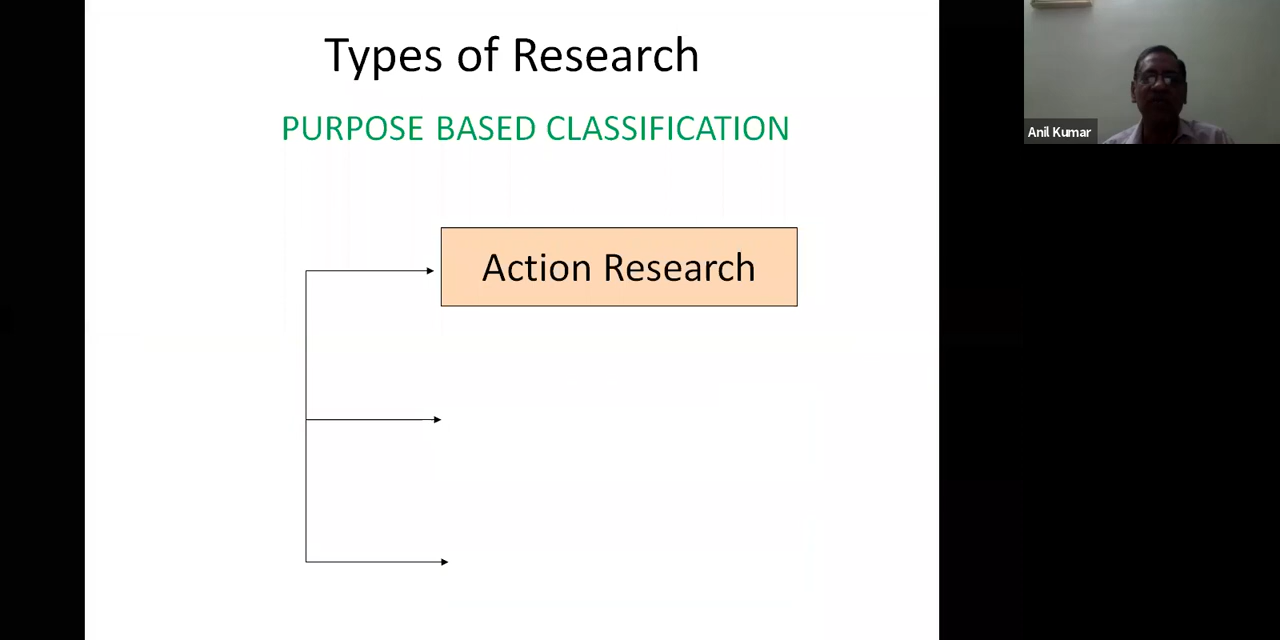 Types of Research
PURPOSE BASED CLASSIFICATION
Action Research
Anil Kumar